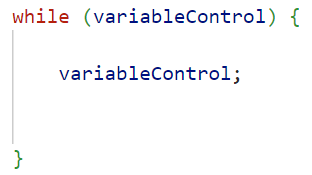 while (variableControl) {
variableControl;
}